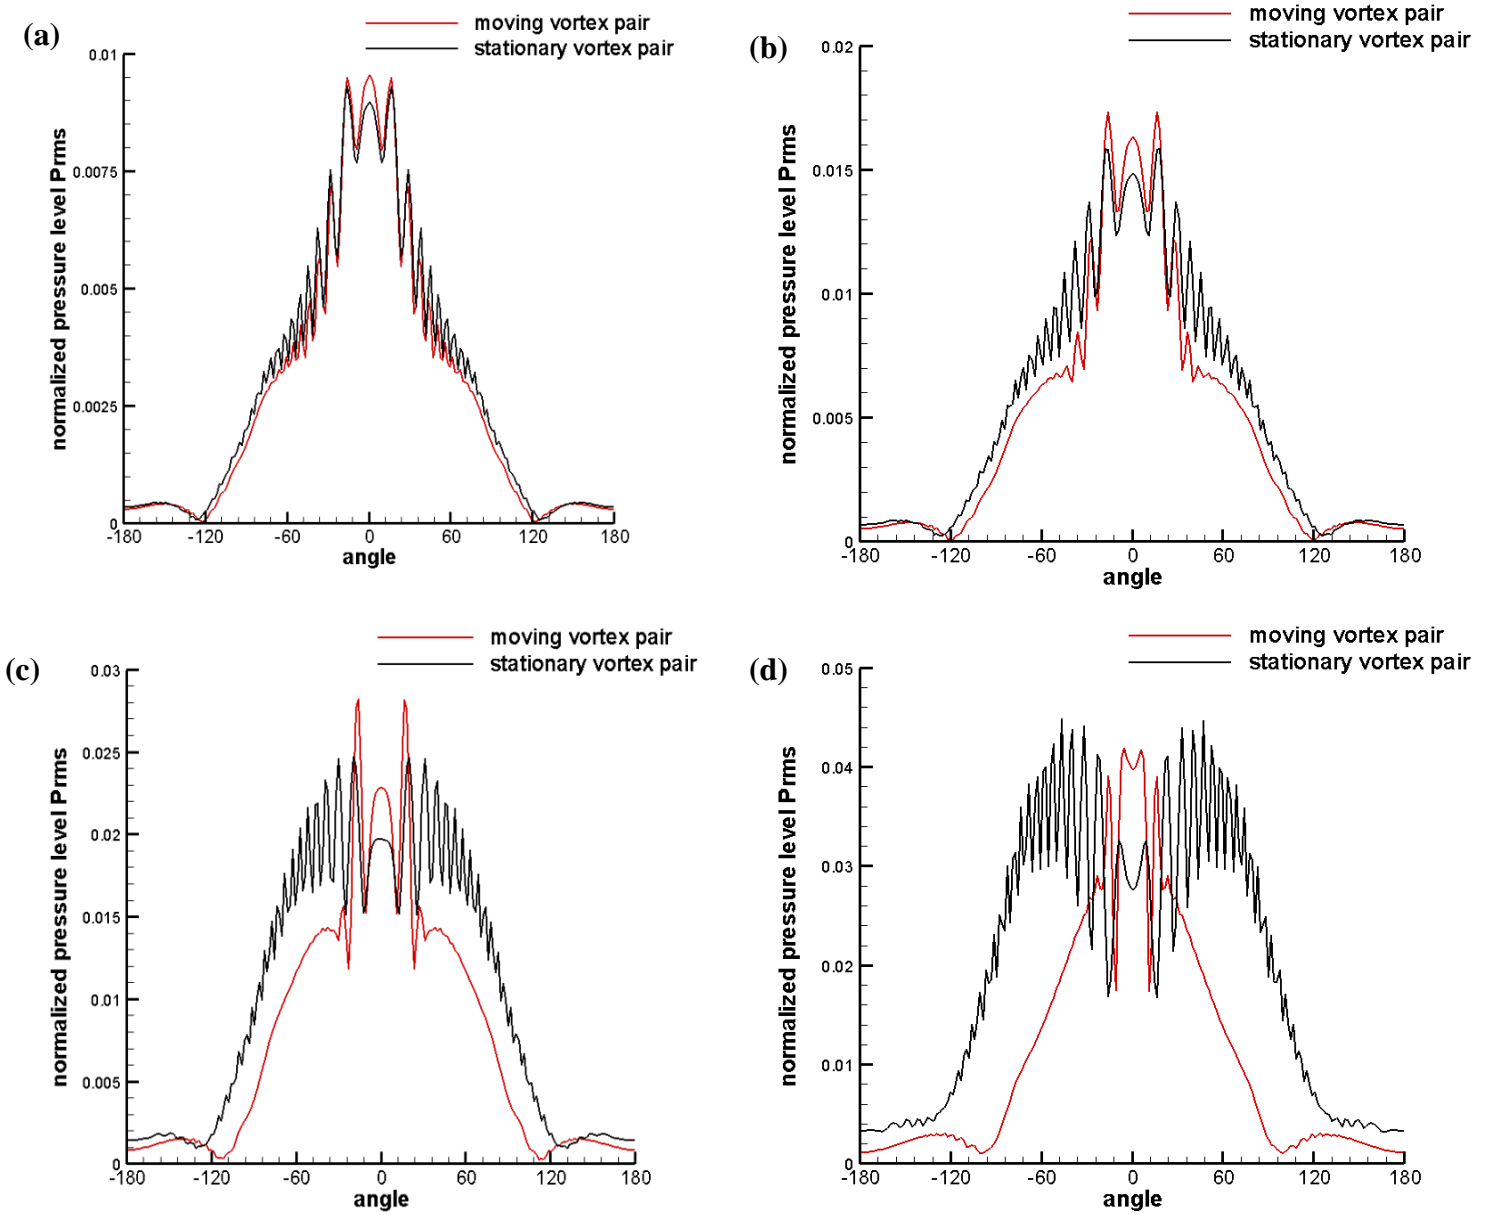 (a)
moving vortex pair
stationary vortex pair
normalized pressure level Prms
0.01
0.0075
0.005
0.0025
0
-180 -120 -60 0 60 120 180
angle
(b)
moving vortex pair
stationary vortex pair
normalized pressure level Prms
0.02
0.015
0.01
0.005
0
-180 -120 -60 0 60 120 180
angle
(c)
moving vortex pair
stationary vortex pair
normalized pressure level Prms
0.03
0.025
0.02
0.015
0.01
0.005
0
-180 -120 -60 0 60 120 180
angle
(d)
moving vortex pair
stationary vortex pair
normalized pressure level Prms
0.05
0.04
0.03
0.02
0.01
0
-180 -120 -60 0 60 120 180
angle